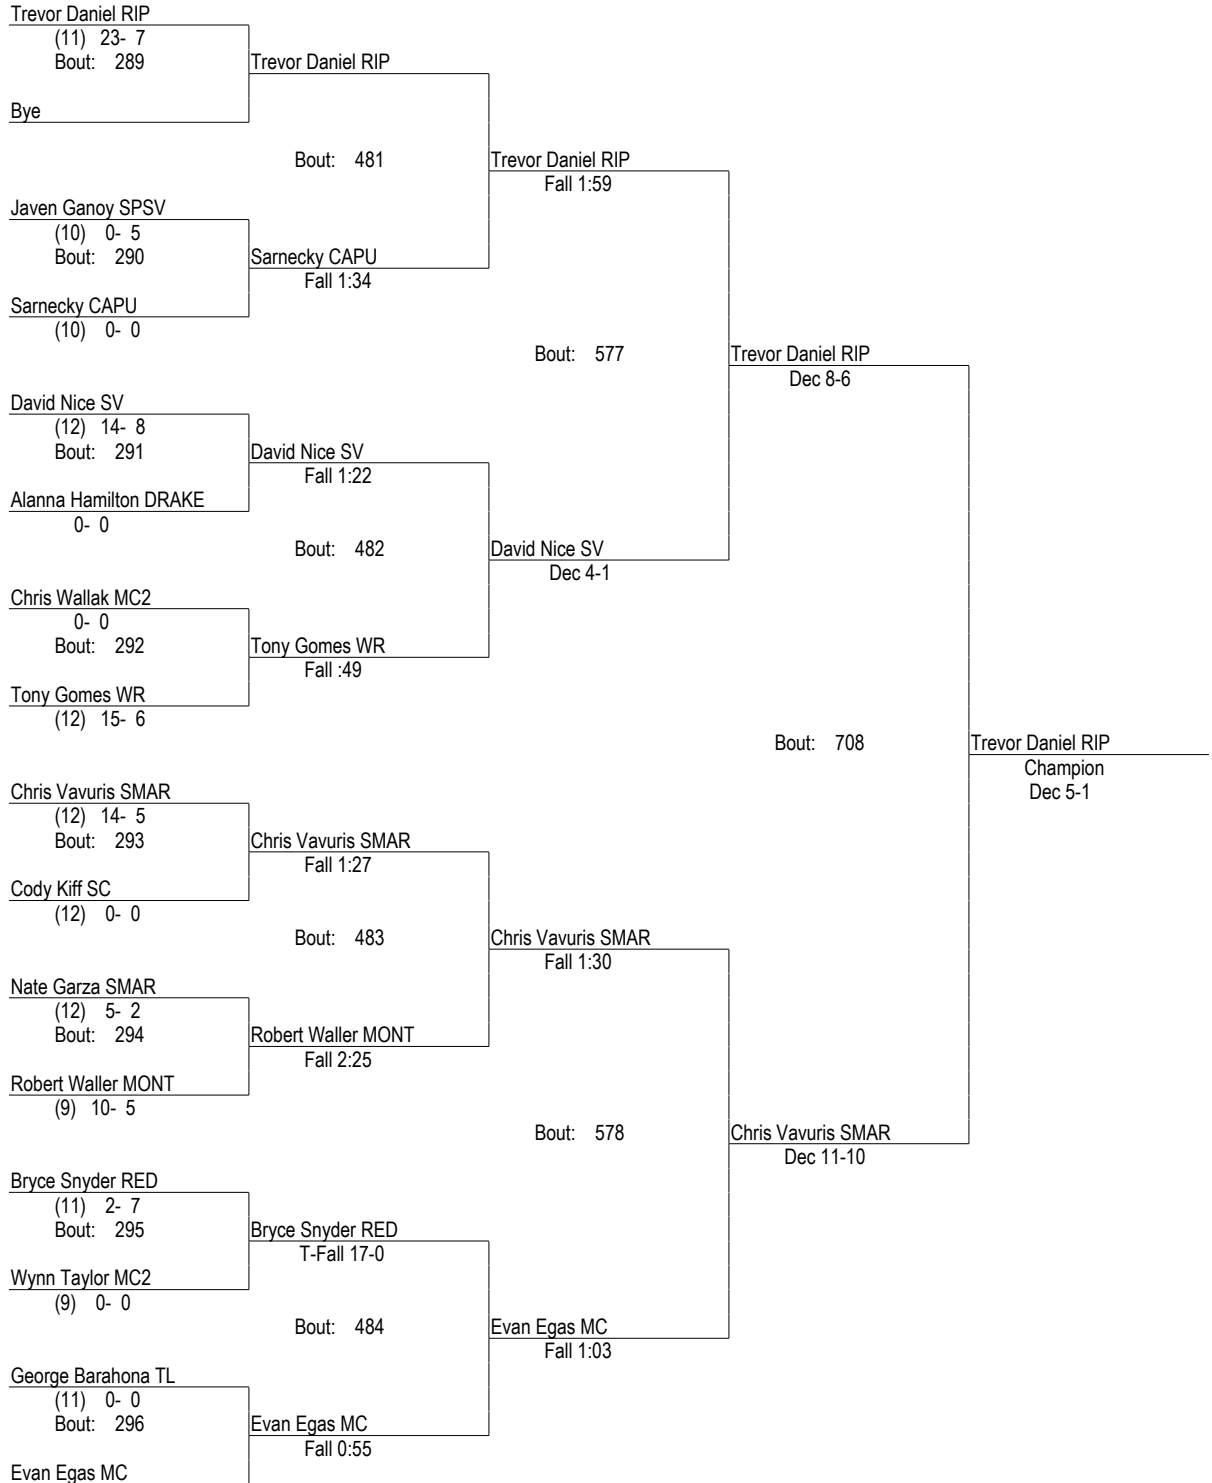 Trevor Daniel RIP
(11) 23- 7
Bout: 289
Trevor Daniel RIP
Bye
Bout: 481
Trevor Daniel RIP
Fall 1:59
Javen Ganoy SPSV
(10) 0- 5
Bout: 290
Sarnecky CAPU
Fall 1:34
Sarnecky CAPU
(10) 0- 0
Bout: 577
Trevor Daniel RIP
Dec 8-6
David Nice SV
(12) 14- 8
Bout: 291
David Nice SV
Fall 1:22
Alanna Hamilton DRAKE
0- 0
Bout: 482
David Nice SV
Dec 4-1
Chris Wallak MC2
0- 0
Bout: 292
Tony Gomes WR
Fall :49
Tony Gomes WR
(12) 15- 6
Bout: 708
Trevor Daniel RIP
Champion
Dec 5-1
Chris Vavuris SMAR
(12) 14- 5
Bout: 293
Chris Vavuris SMAR
Fall 1:27
Cody Kiff SC
(12) 0- 0
Bout: 483
Chris Vavuris SMAR
Fall 1:30
Nate Garza SMAR
(12) 5- 2
Bout: 294
Robert Waller MONT
Fall 2:25
Robert Waller MONT
(9) 10- 5
Bout: 578
Chris Vavuris SMAR
Dec 11-10
Bryce Snyder RED
(11) 2- 7
Bout: 295
Bryce Snyder RED
T-Fall 17-0
Wynn Taylor MC2
(9) 0- 0
Bout: 484
Evan Egas MC
Fall 1:03
George Barahona TL
(11) 0- 0
Bout: 296
Evan Egas MC
Fall 0:55
Evan Egas MC